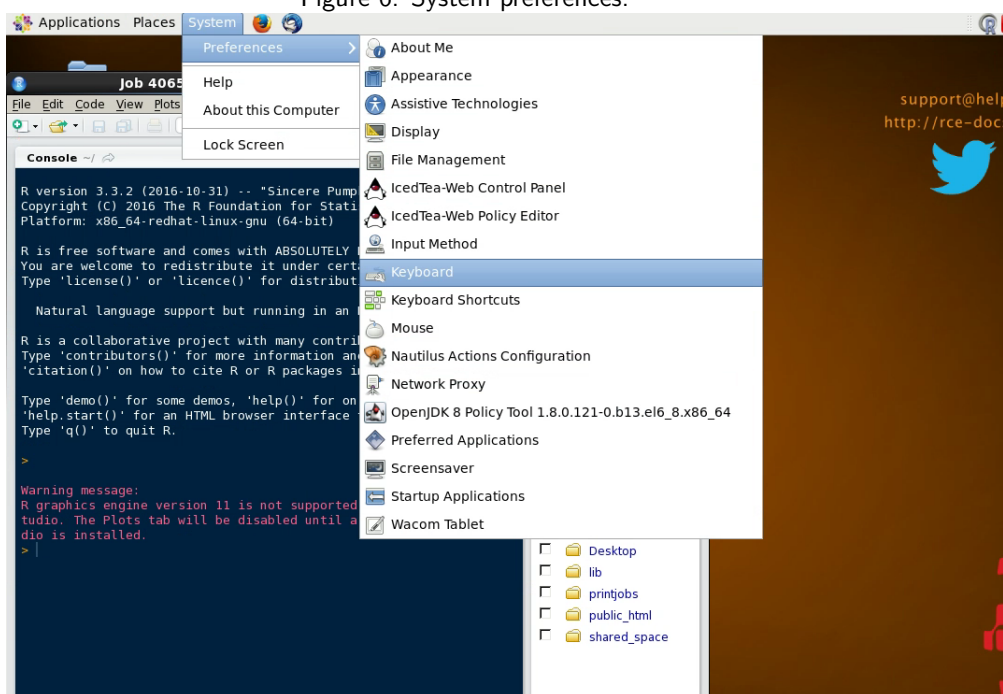 Figure 6: System preferences.
Applications Places System
Preferences
Help
About this Computer
Lock Screen
About Me
Appearance
Assistive Technologies
Display
File Management
IcedTea-Web Control Panel
IcedTea-Web Policy Editor
Input Method
Keyboard
Keyboard Shortcuts
Mouse
Nautilus Actions Configuration
Network Proxy
OpenJDK 8 Policy Tool 1.8.0.121-0.b13.el6_8.x86_64
Preferred Applications
Screensaver
Startup Applications
Wacom Tablet
Job 4065
File Edit Code View Plots
Console ~/
R version 3.3.2 (2016-10-31) -- "Sincere Pump
Copyright (C) 2016 The R Foundation for Stati
Platform: x86_64-redhat-linux-gnu (64-bit)
R is free software and comes with ABSOLUTELY
You are welcome to redistribute it under cert
Type 'license()' or 'licence()' for distribut
Natural language support but running in an
R is a collaborative project with many contri
Type 'contributors()' for more information an
'citation()' on how to cite R or R packages i
Type 'demo()' for some demos, 'help()' for on
'help.start()' for an HTML browser interface
Type 'q()' to quit R.
>
Warning message:
R graphics engine version 11 is not supported
tudio. The Plots tab will be disabled until a
dio is installed.
>
Desktop
lib
printjobs
public_html
shared_space
support@help
http://rce-doc